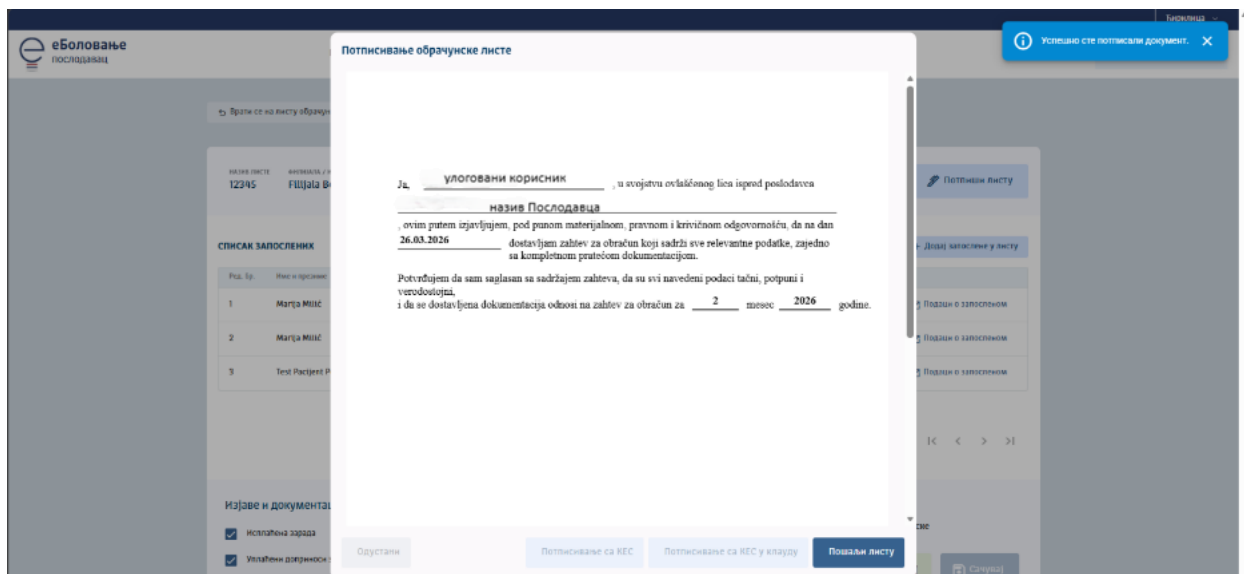 Ћирилица
еБоловање
послодавац
Потписивање обрачунске листе
Успешно сте потписали документ.
Врати се на листу
НАЗИВ ЛИСТЕ
12345
Filijala
Потпиши листу
Ja, улоговани корисник , u svojstvu ovlašćenog lica ispred poslodavca
назив Послодавца
, ovim putem izjavljujem, pod punom materijalnom, pravnom i krivičnom odgovornošću, da na dan
26.03.2026 dostavljam zahtev za obračun koji sadrži sve relevantne podatke, zajedno
sa kompletnom pratećom dokumentacijom.
СПИСАК ЗАПОСЛЕНИХ
Додај запослене у листу
Ред. бр. Име и презиме
Potvrđujem da sam saglasan sa sadržajem zahteva, da su svi navedeni podaci tačni, potpuni i
verodostojni,
i da se dostavljena dokumentacija odnosi na zahtev za obračun za 2 mesec 2026 godine.
1 Marija Milić
Подаци о запосленом
2 Marija Milić
Подаци о запосленом
3 Test Pacijent
Подаци о запосленом
Изјаве и
Исплаћена зарада
Уплаћени доприноси
Одустани
Потписивање са КЕС
Потписивање са КЕС у клауду
Пошаљи листу
Сачувај